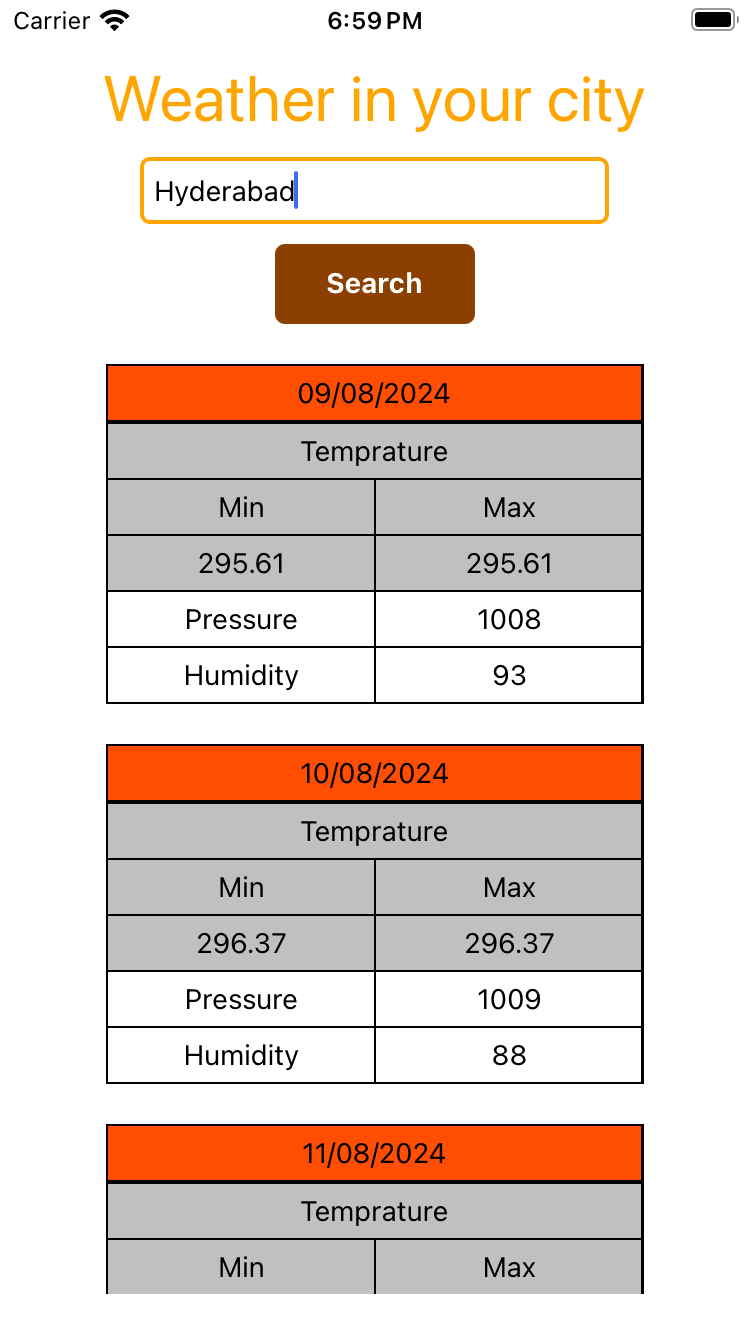 Carrier 6:59 PM
Weather in your city
Hyderabad
Search
09/08/2024
Temprature
Min Max
295.61 295.61
Pressure 1008
Humidity 93
10/08/2024
Temprature
Min Max
296.37 296.37
Pressure 1009
Humidity 88
11/08/2024
Temprature
Min Max